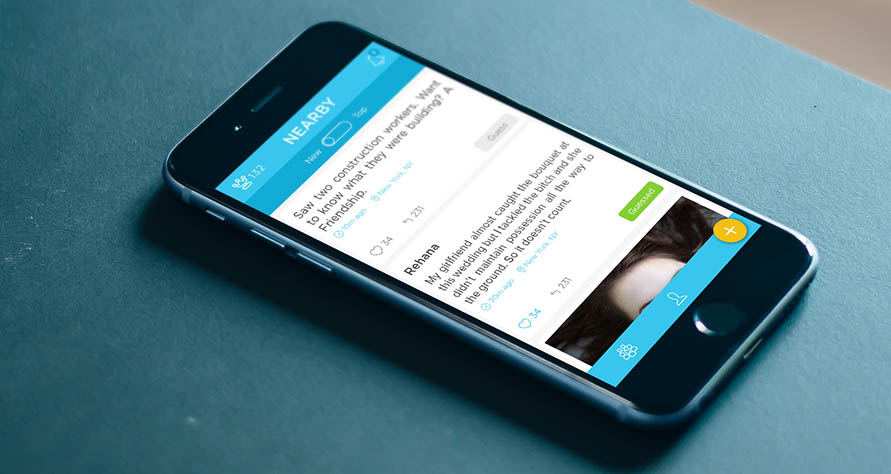 132
NEARBY
New
Top
Saw two construction workers. Want
to know what they were building? A
Friendship.
10m ago
New York, NY
34
231
Guess
Rehana
My girlfriend almost caught the bouquet at
this wedding but I tackled the bitch and she
didn't maintain possession all the way to
the ground. So it doesn't count.
20m ago
New York, NY
34
231
Guessed